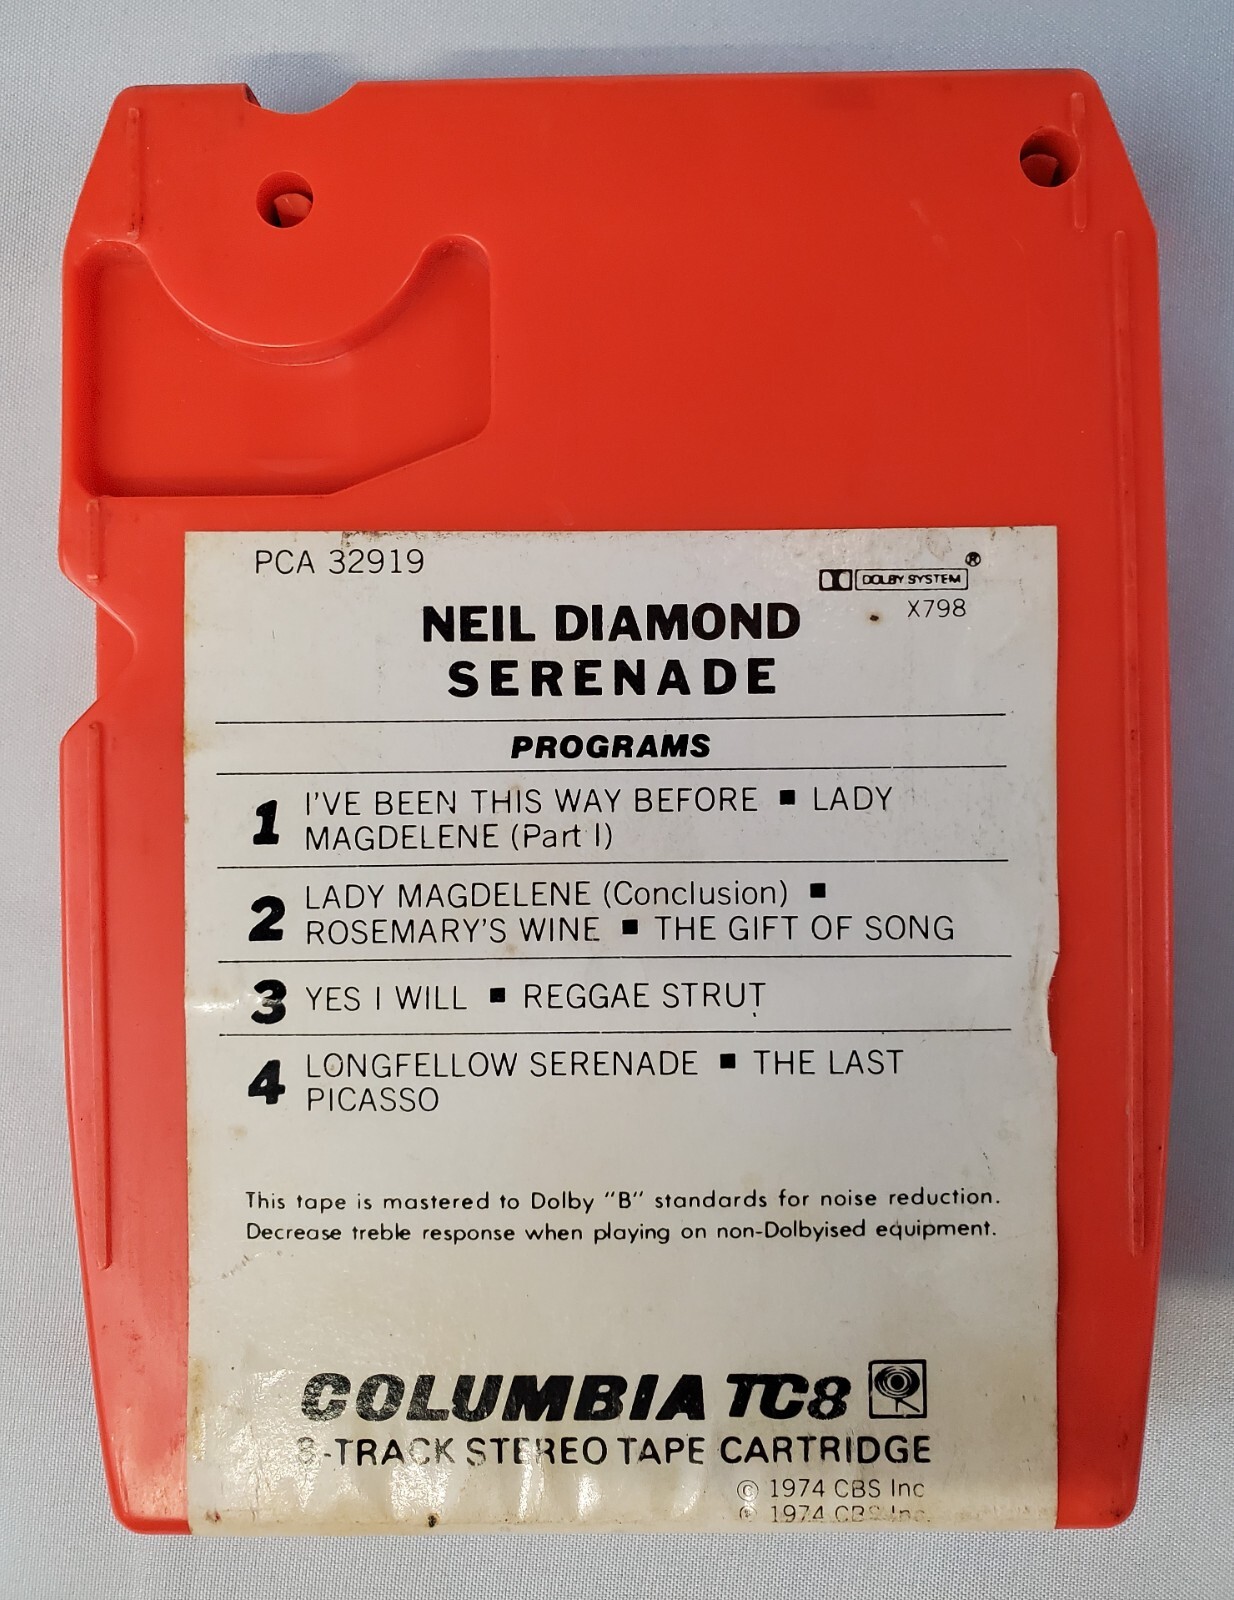 PCA 32919
DOLBY SYSTEM ®
X798
NEIL DIAMOND
SERENADE
PROGRAMS
1 I'VE BEEN THIS WAY BEFORE ■ LADY
MAGDELENE (Part I)
2 LADY MAGDELENE (Conclusion) ■
ROSEMARY'S WINE ■ THE GIFT OF SONG
3 YES I WILL ■ REGGAE STRUT
4 LONGFELLOW SERENADE ■ THE LAST
PICASSO
This tape is mastered to Dolby "B" standards for noise reduction.
Decrease treble response when playing on non-Dolbyised equipment.
COLUMBIA TC8
8-TRACK STEREO TAPE CARTRIDGE
© 1974 CBS Inc
℗ 1974 CBS Inc.